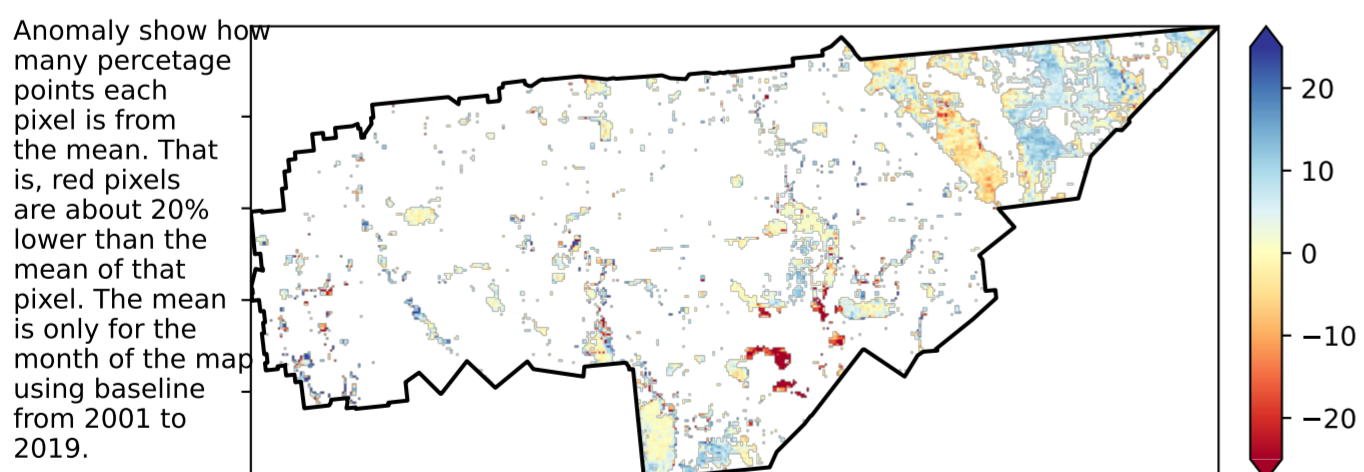 Anomaly show how
many percetage
points each
pixel is from
the mean. That
is, red pixels
are about 20%
lower than the
mean of that
pixel. The mean
is only for the
month of the map
using baseline
from 2001 to
2019.
20
10
0
−10
−20